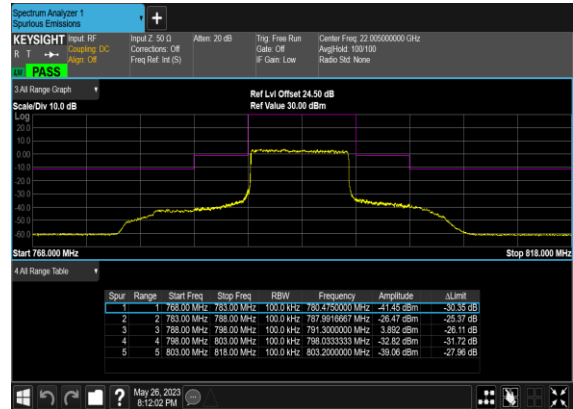 Spectrum Analyzer 1
Spurious Emissions
+
KEYSIGHT Input: RF Input Z: 50 Ω Atten: 20 dB Trig: Free Run Center Freq: 22.005000000 GHz
R T Coupling: DC Corrections: Off Gate: Off Avg|Hold: 100/100
Align: Off Freq Ref: Int (S) IF Gain: Low Radio Std: None
PASS
3 All Range Graph
Ref Lvl Offset 24.50 dB
Scale/Div 10.0 dB Ref Value 30.00 dBm
Log
20.0
10.0
0.00
-10.0
-20.0
-30.0
-40.0
-50.0
-60.0
Start 768.000 MHz Stop 818.000 MHz
4 All Range Table
Spur Range Start Freq Stop Freq RBW Frequency Amplitude ΔLimit
1 1 768.00 MHz 783.00 MHz 100.0 kHz 780.4750000 MHz -41.45 dBm -30.35 dB
2 2 783.00 MHz 788.00 MHz 100.0 kHz 787.9916667 MHz -26.47 dBm -25.37 dB
3 3 788.00 MHz 798.00 MHz 100.0 kHz 791.3000000 MHz 3.892 dBm -26.11 dB
4 4 798.00 MHz 803.00 MHz 100.0 kHz 798.0333333 MHz -32.82 dBm -31.72 dB
5 5 803.00 MHz 818.00 MHz 100.0 kHz 803.2000000 MHz -39.06 dBm -27.96 dB
? May 26, 2023
8:12:02 PM